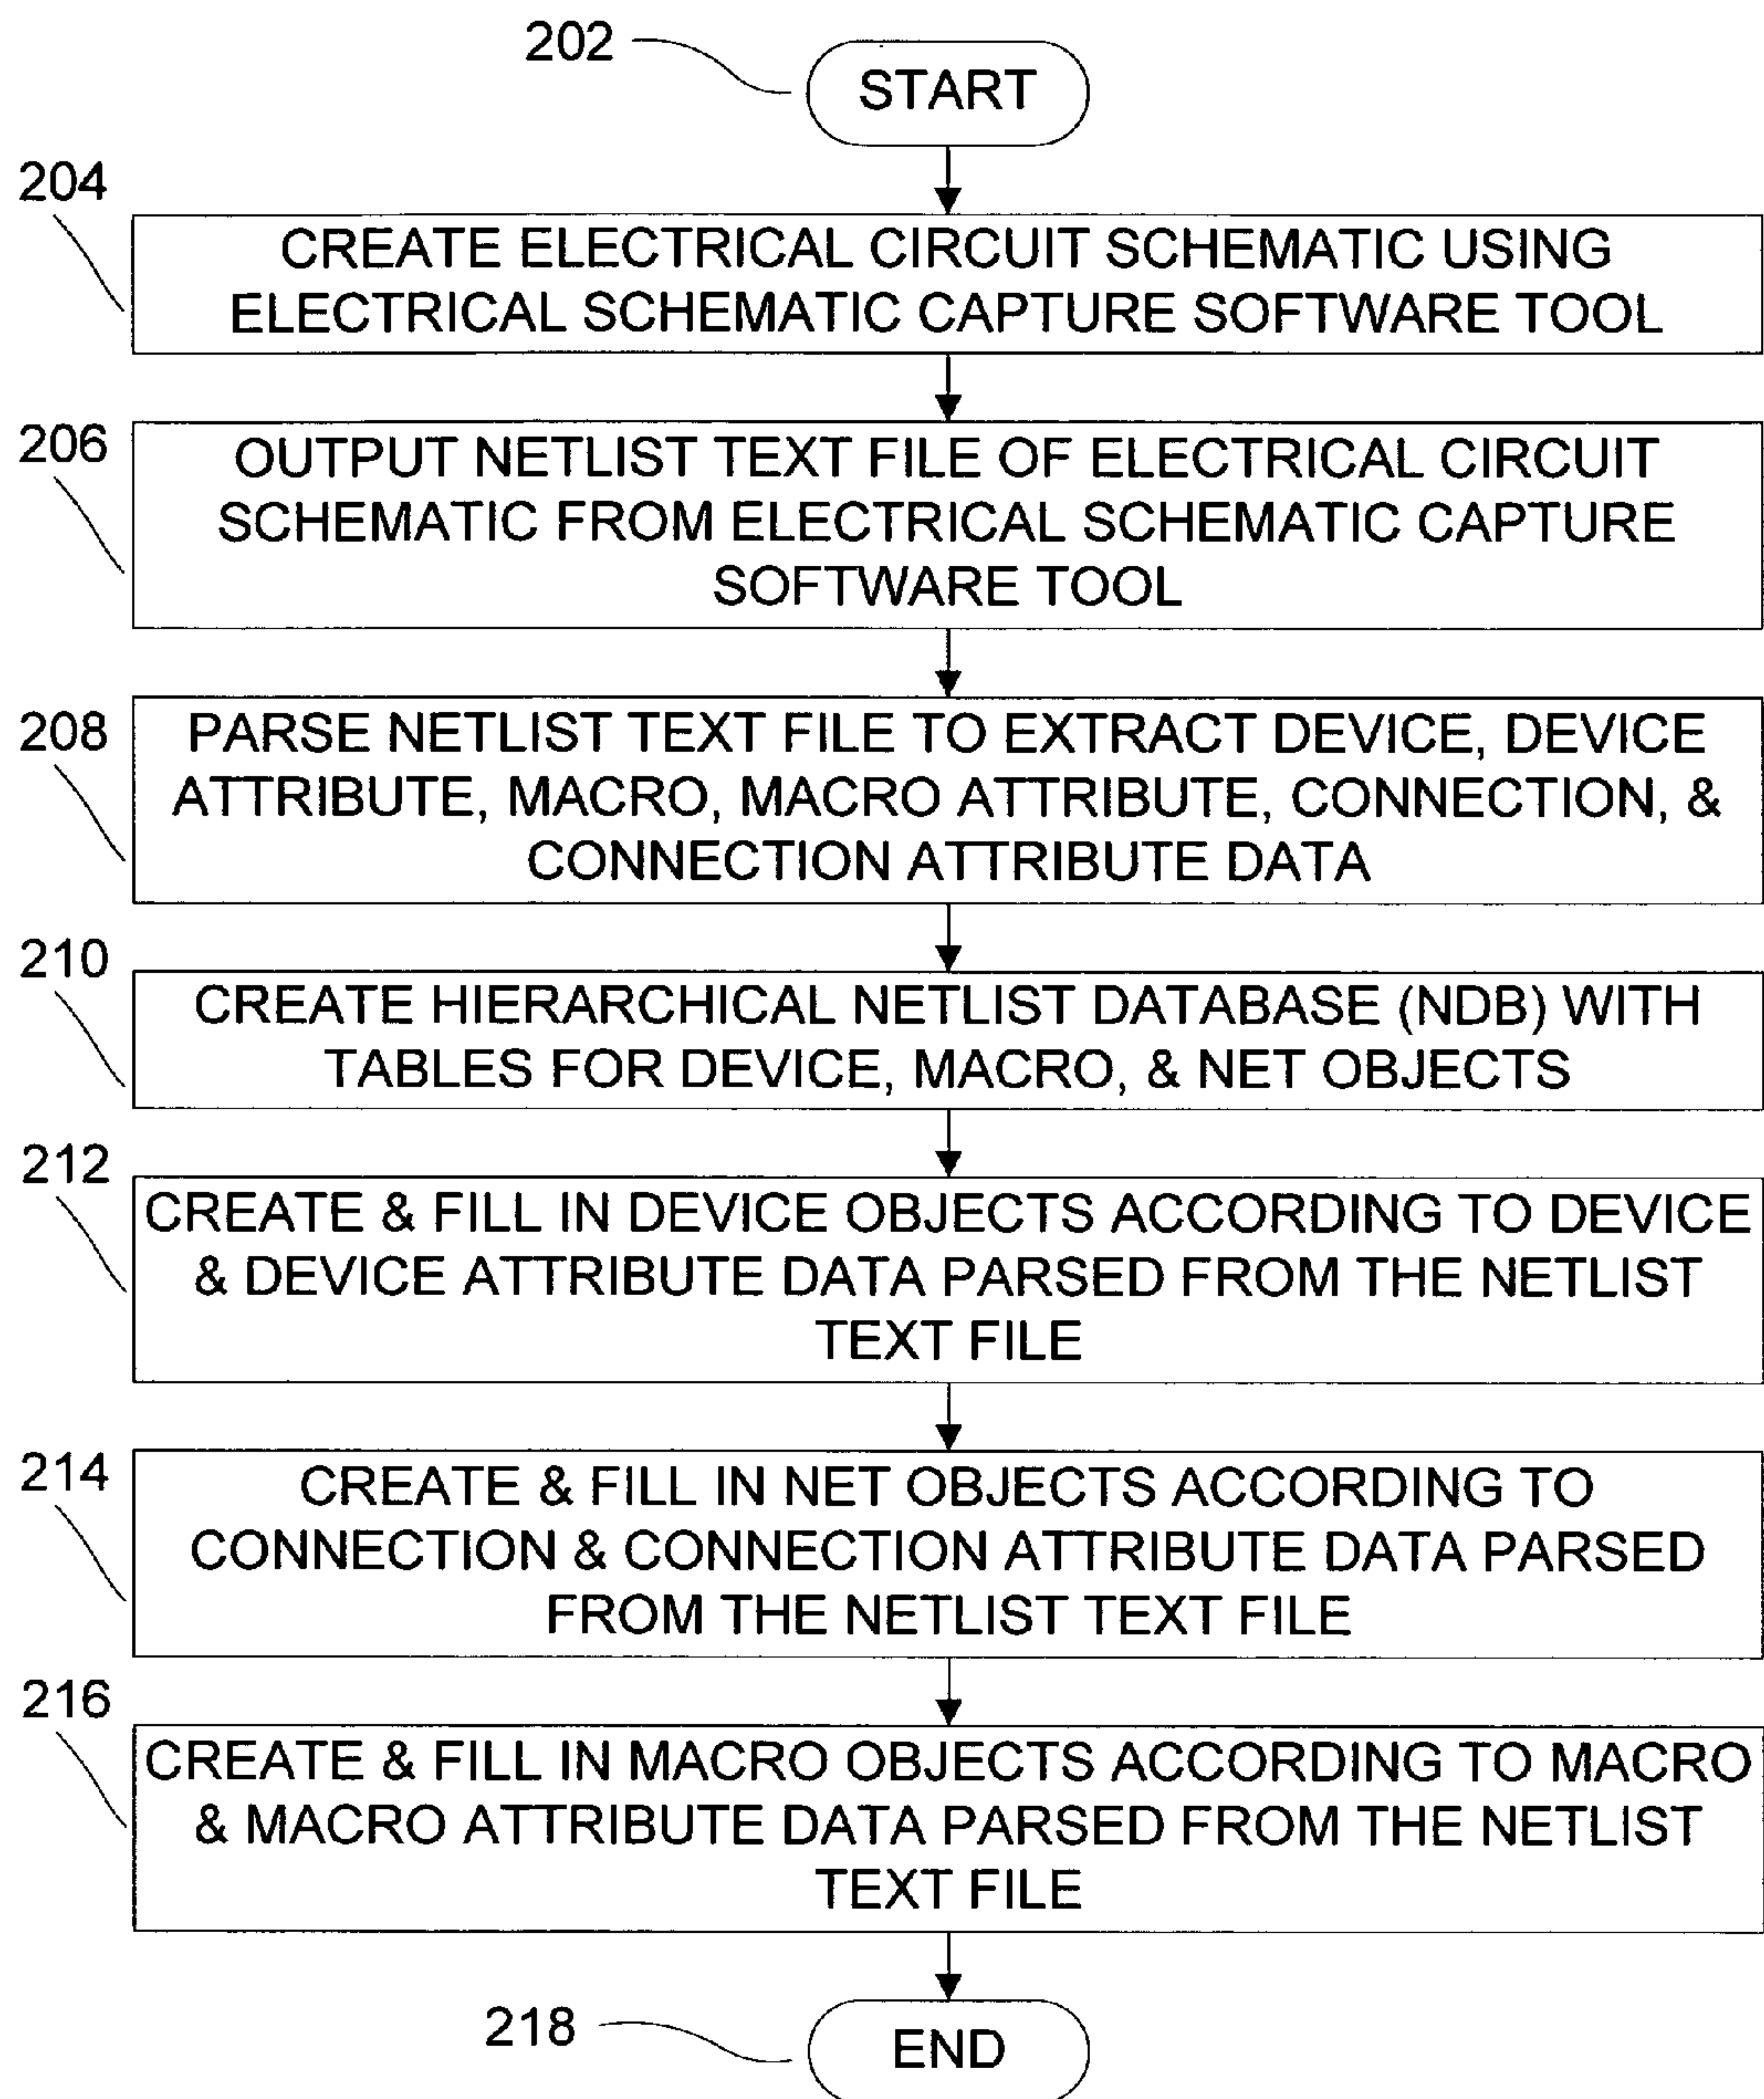 202
START
204
CREATE ELECTRICAL CIRCUIT SCHEMATIC USING
ELECTRICAL SCHEMATIC CAPTURE SOFTWARE TOOL
206
OUTPUT NETLIST TEXT FILE OF ELECTRICAL CIRCUIT
SCHEMATIC FROM ELECTRICAL SCHEMATIC CAPTURE
SOFTWARE TOOL
208
PARSE NETLIST TEXT FILE TO EXTRACT DEVICE, DEVICE
ATTRIBUTE, MACRO, MACRO ATTRIBUTE, CONNECTION, &
CONNECTION ATTRIBUTE DATA
210
CREATE HIERARCHICAL NETLIST DATABASE (NDB) WITH
TABLES FOR DEVICE, MACRO, & NET OBJECTS
212
CREATE & FILL IN DEVICE OBJECTS ACCORDING TO DEVICE
& DEVICE ATTRIBUTE DATA PARSED FROM THE NETLIST
TEXT FILE
214
CREATE & FILL IN NET OBJECTS ACCORDING TO
CONNECTION & CONNECTION ATTRIBUTE DATA PARSED
FROM THE NETLIST TEXT FILE
216
CREATE & FILL IN MACRO OBJECTS ACCORDING TO MACRO
& MACRO ATTRIBUTE DATA PARSED FROM THE NETLIST
TEXT FILE
218
END